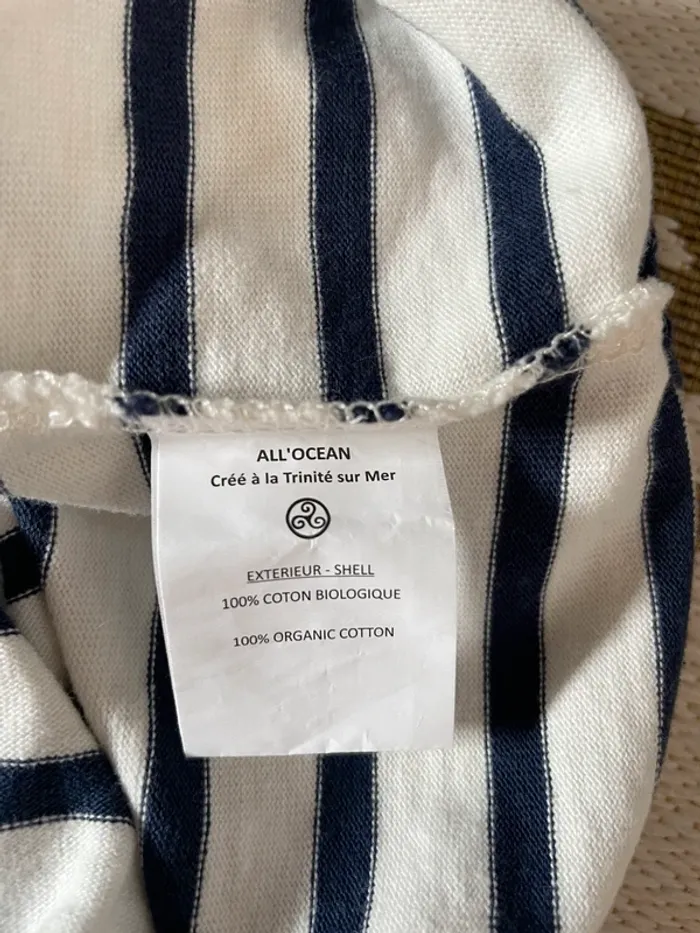 ALL'OCEAN
Créé à la Trinité sur Mer
EXTERIEUR - SHELL
100% COTON BIOLOGIQUE
100% ORGANIC COTTON